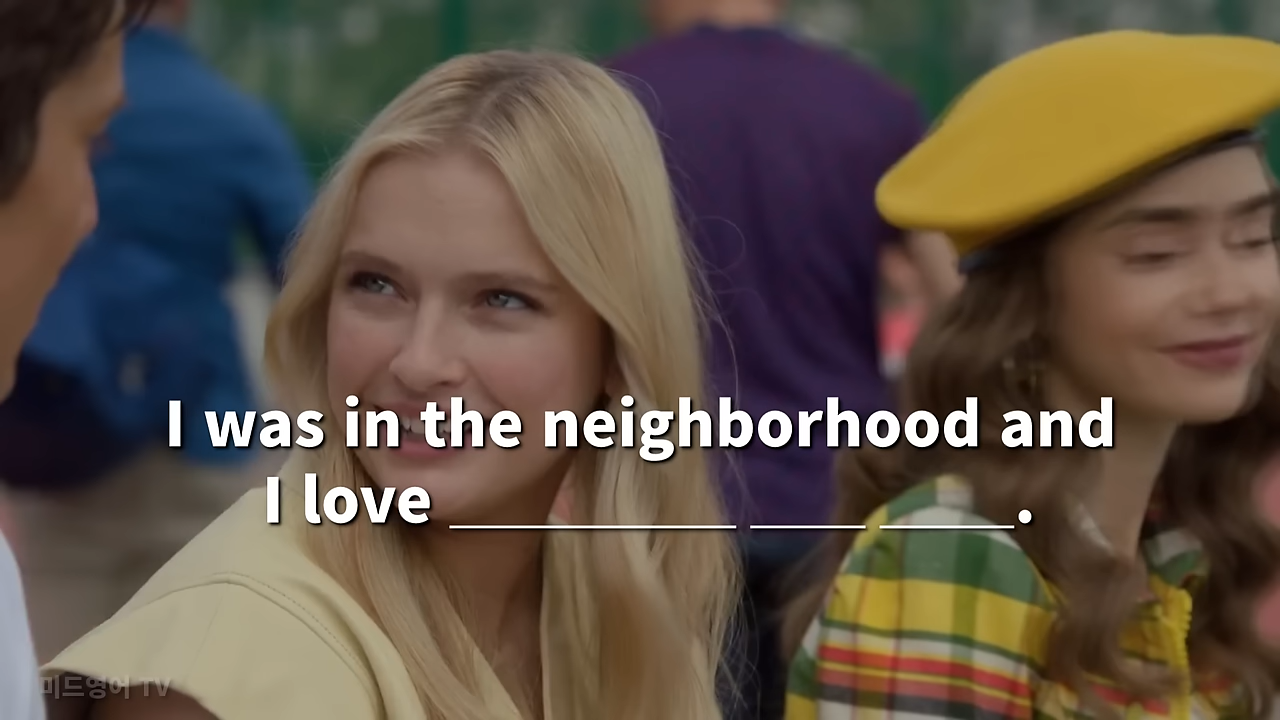 I was in the neighborhood and
I love __________ ____ _____.
미드영어 TV